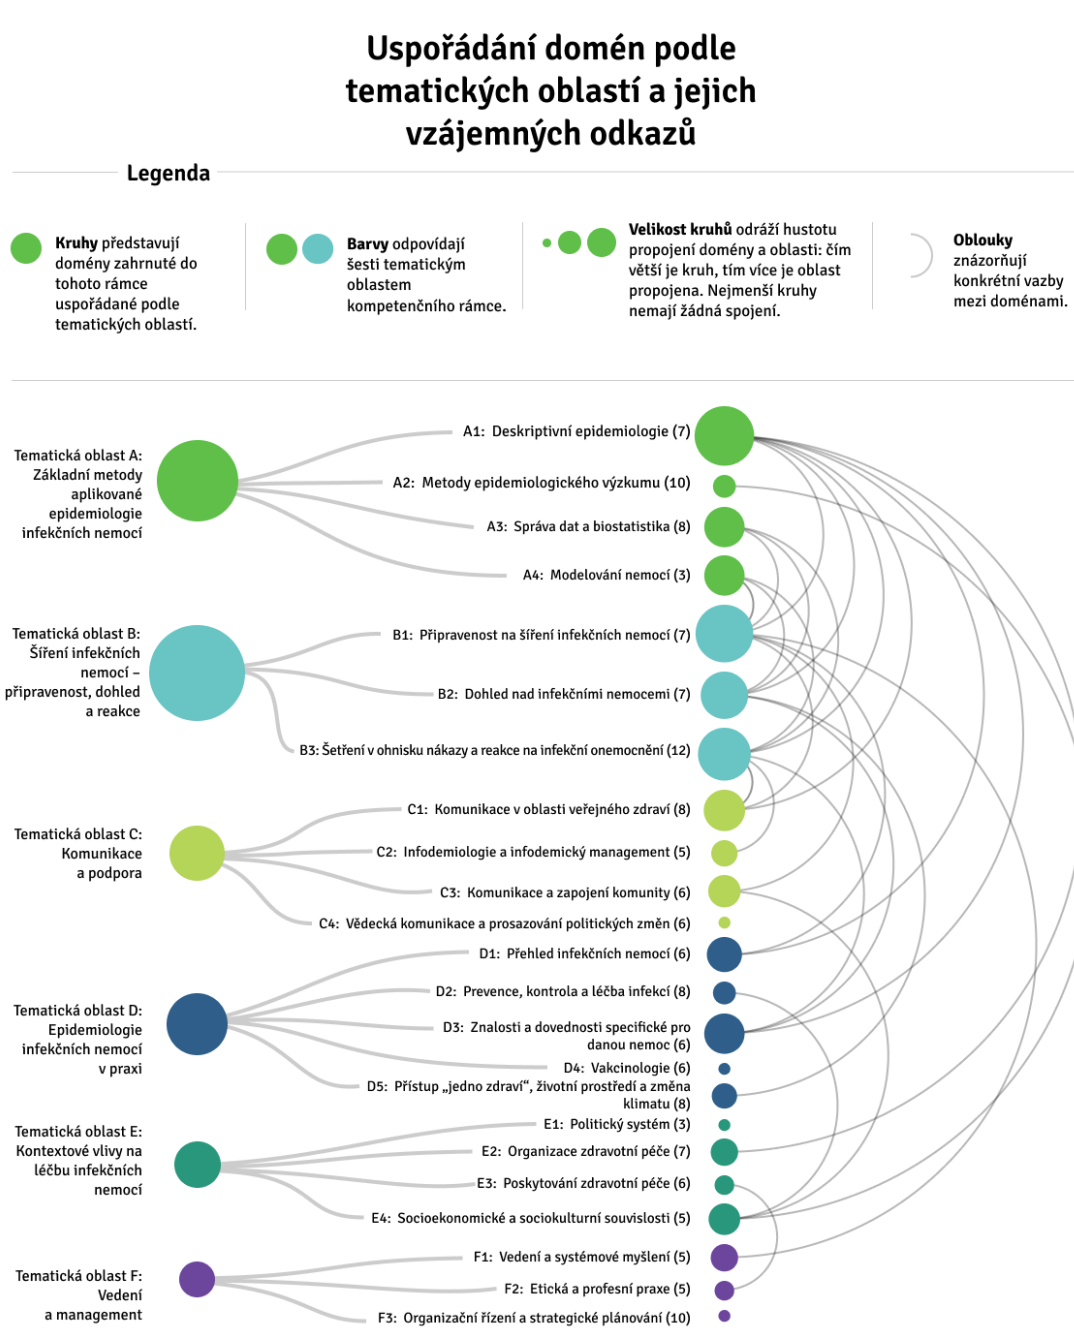 Uspořádání domén podle
tematických oblastí a jejich
vzájemných odkazů
Legenda
Kruhy představují
domény zahrnuté do
tohoto rámce
uspořádané podle
tematických oblastí.
Barvy odpovídají
šesti tematickým
oblastem
kompetenčního rámce.
Velikost kruhů odráží hustotu
propojení domény a oblasti: čím
větší je kruh, tím více je oblast
propojena. Nejmenší kruhy
nemají žádná spojení.
Oblouky
znázorňují
konkrétní vazby
mezi doménami.
Tematická oblast A:
Základní metody
aplikované
epidemiologie
infekčních nemocí
A1: Deskriptivní epidemiologie (7)
A2: Metody epidemiologického výzkumu (10)
A3: Správa dat a biostatistika (8)
A4: Modelování nemocí (3)
Tematická oblast B:
Šíření infekčních
nemocí –
připravenost, dohled
a reakce
B1: Připravenost na šíření infekčních nemocí (7)
B2: Dohled nad infekčními nemocemi (7)
B3: Šetření v ohnisku nákazy a reakce na infekční onemocnění (12)
Tematická oblast C:
Komunikace
a podpora
C1: Komunikace v oblasti veřejného zdraví (8)
C2: Infodemiologie a infodemický management (5)
C3: Komunikace a zapojení komunity (6)
C4: Vědecká komunikace a prosazování politických změn (6)
Tematická oblast D:
Epidemiologie
infekčních nemocí
v praxi
D1: Přehled infekčních nemocí (6)
D2: Prevence, kontrola a léčba infekcí (8)
D3: Znalosti a dovednosti specifické pro
danou nemoc (6)
D4: Vakcinologie (6)
D5: Přístup „jedno zdraví“, životní prostředí a změna
klimatu (8)
Tematická oblast E:
Kontextové vlivy na
léčbu infekčních
nemocí
E1: Politický systém (3)
E2: Organizace zdravotní péče (7)
E3: Poskytování zdravotní péče (6)
E4: Socioekonomické a sociokulturní souvislosti (5)
Tematická oblast F:
Vedení
a management
F1: Vedení a systémové myšlení (5)
F2: Etická a profesní praxe (5)
F3: Organizační řízení a strategické plánování (10)